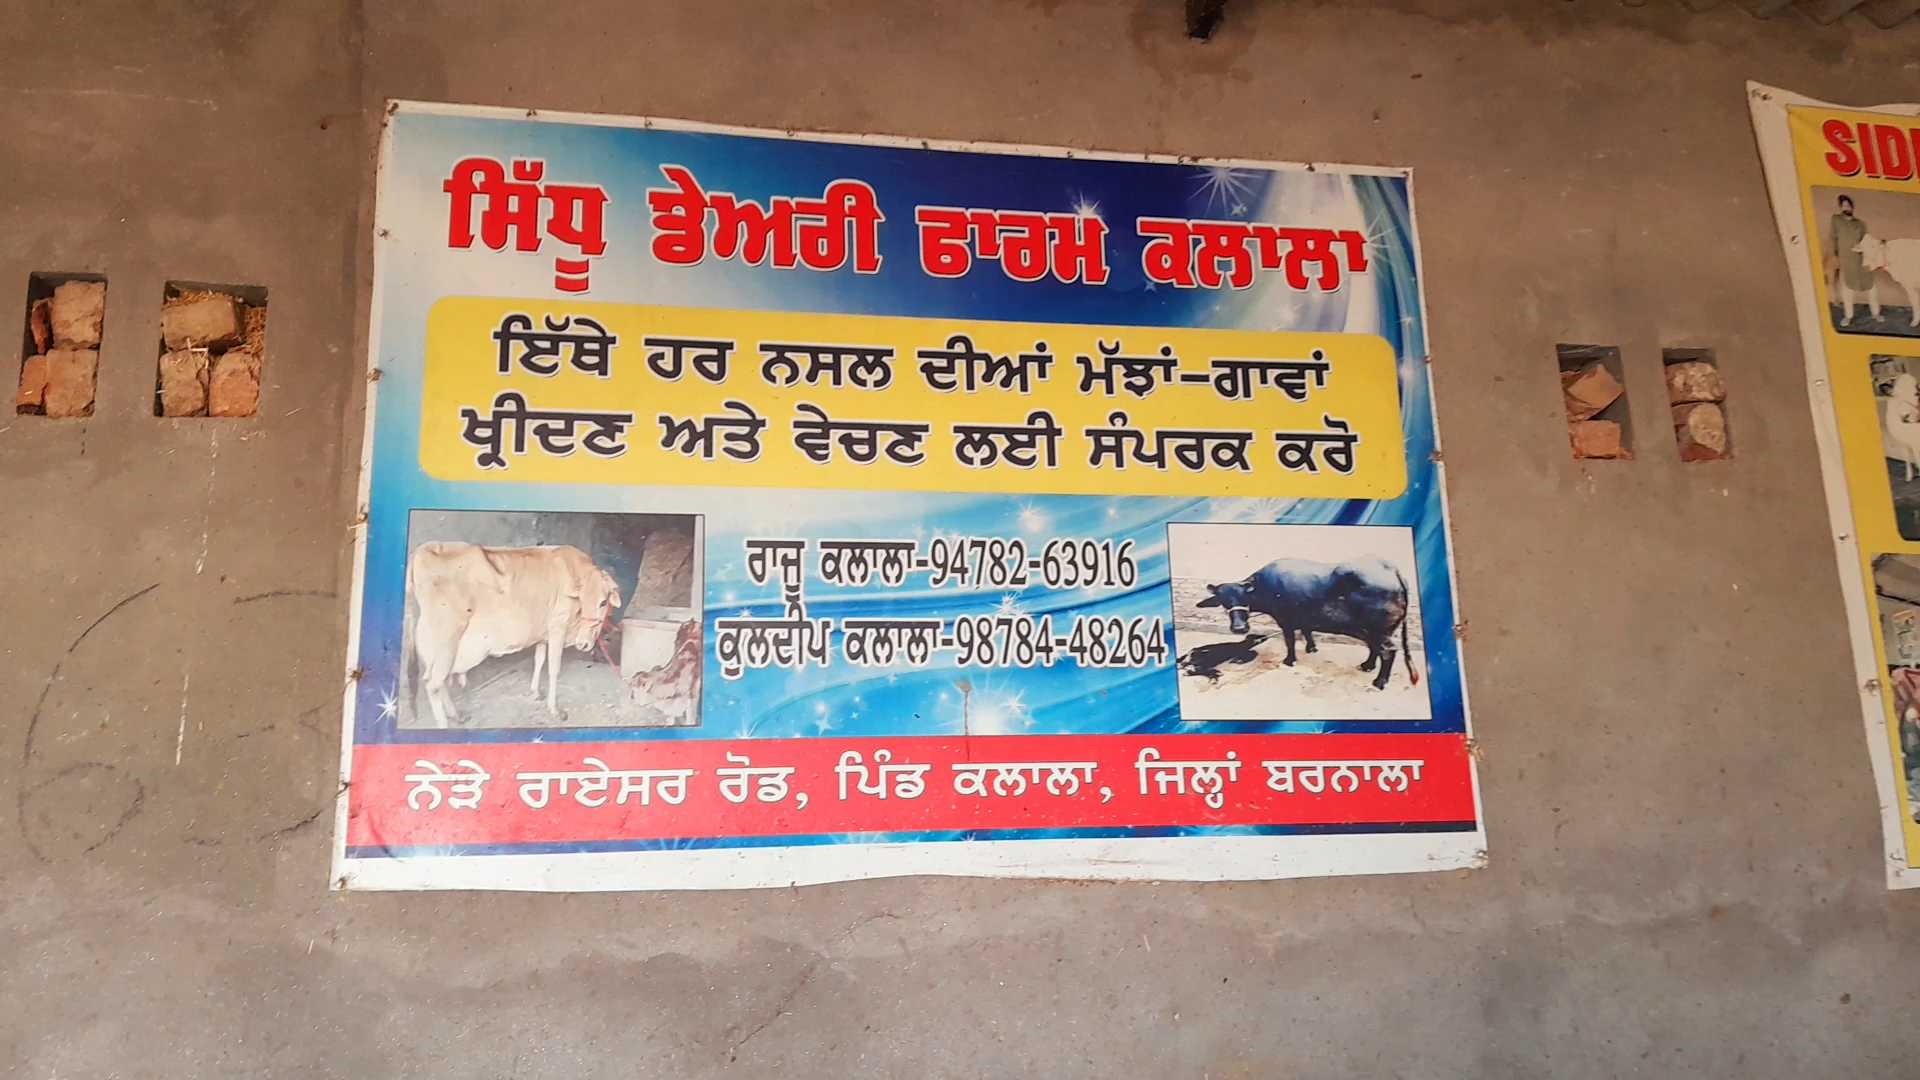 ਸਿੱਧੂ ਡੇਅਰੀ ਫਾਰਮ ਕਲਾਲਾ
ਇੱਥੇ ਹਰ ਨਸਲ ਦੀਆਂ ਮੱਝਾਂ-ਗਾਵਾਂ
ਖ੍ਰੀਦਣ ਅਤੇ ਵੇਚਣ ਲਈ ਸੰਪਰਕ ਕਰੋ
ਰਾਜੂ ਕਲਾਲਾ-94782-63916
ਕੁਲਦੀਪ ਕਲਾਲਾ-98784-48264
ਨੇੜੇ ਰਾਏਸਰ ਰੋਡ, ਪਿੰਡ ਕਲਾਲਾ, ਜਿਲ੍ਹਾਂ ਬਰਨਾਲਾ